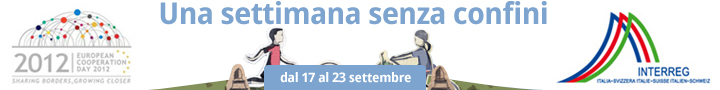 Una settimana senza confini
2012
EUROPEAN
COOPERATION
DAY 2012
SHARING BORDERS, GROWING CLOSER
dal 17 al 23 settembre
INTERREG
ITALIA-SVIZZERA ITALIE-SUISSE ITALIEN-SCHWEIZ